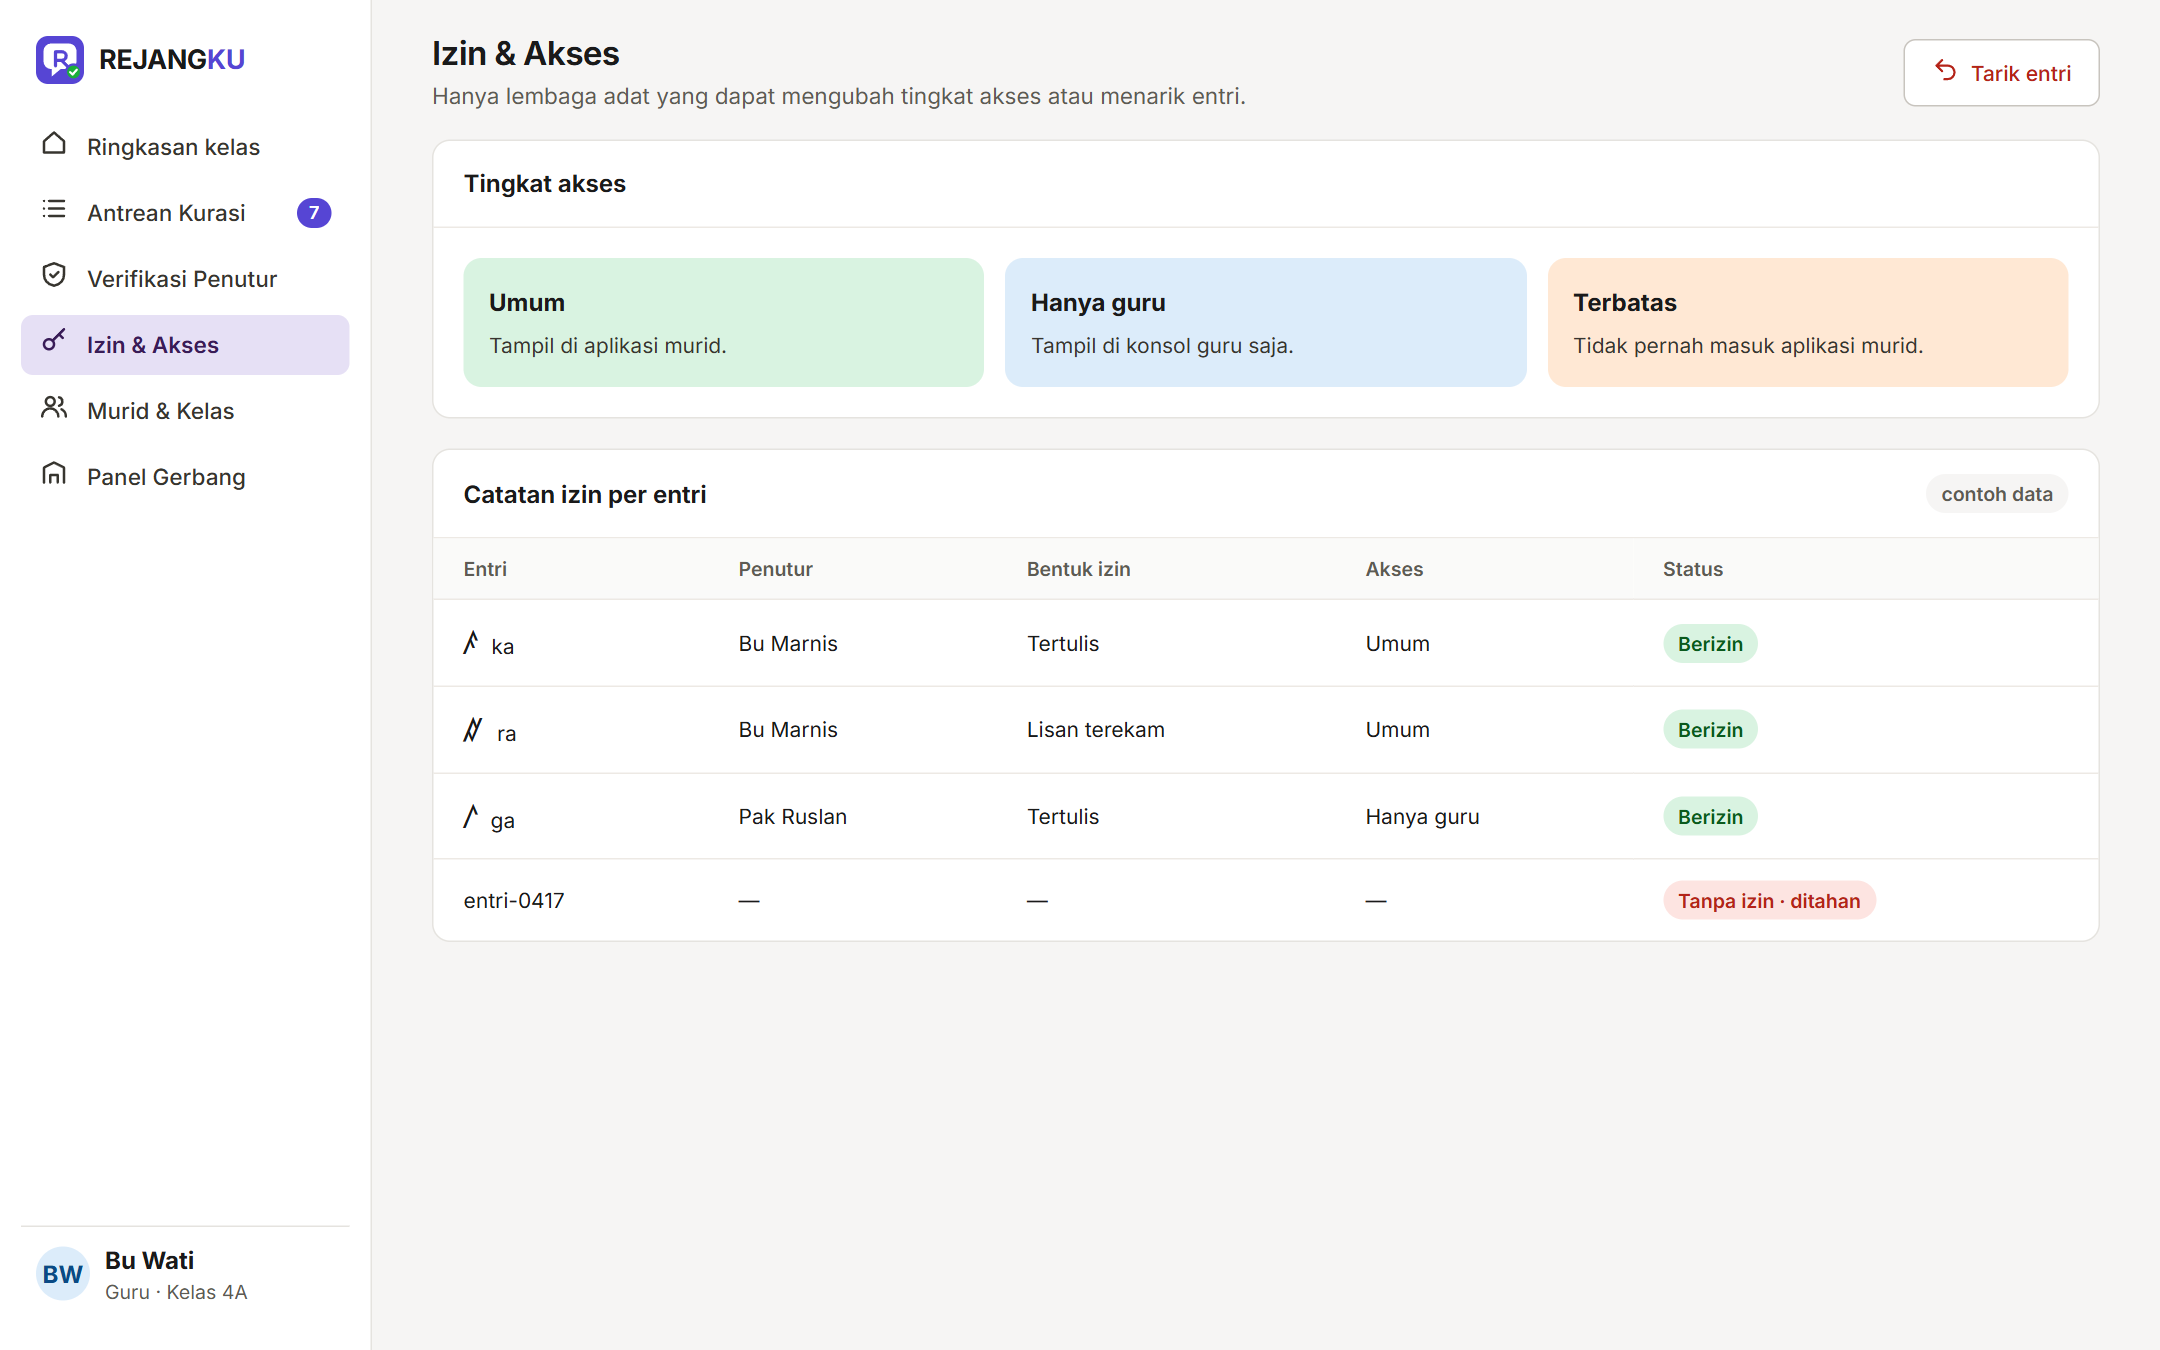 REJANGKU
Ringkasan kelas
Antrean Kurasi 7
Verifikasi Penutur
Izin & Akses
Murid & Kelas
Panel Gerbang
BW
Bu Wati
Guru · Kelas 4A
Izin & Akses
Hanya lembaga adat yang dapat mengubah tingkat akses atau menarik entri.
Tarik entri
Tingkat akses
Umum
Tampil di aplikasi murid.
Hanya guru
Tampil di konsol guru saja.
Terbatas
Tidak pernah masuk aplikasi murid.
Catatan izin per entri
contoh data
Entri Penutur Bentuk izin Akses Status
ꤰ ka Bu Marnis Tertulis Umum Berizin
ꤽ ra Bu Marnis Lisan terekam Umum Berizin
ꤱ ga Pak Ruslan Tertulis Hanya guru Berizin
entri-0417 — — — Tanpa izin · ditahan